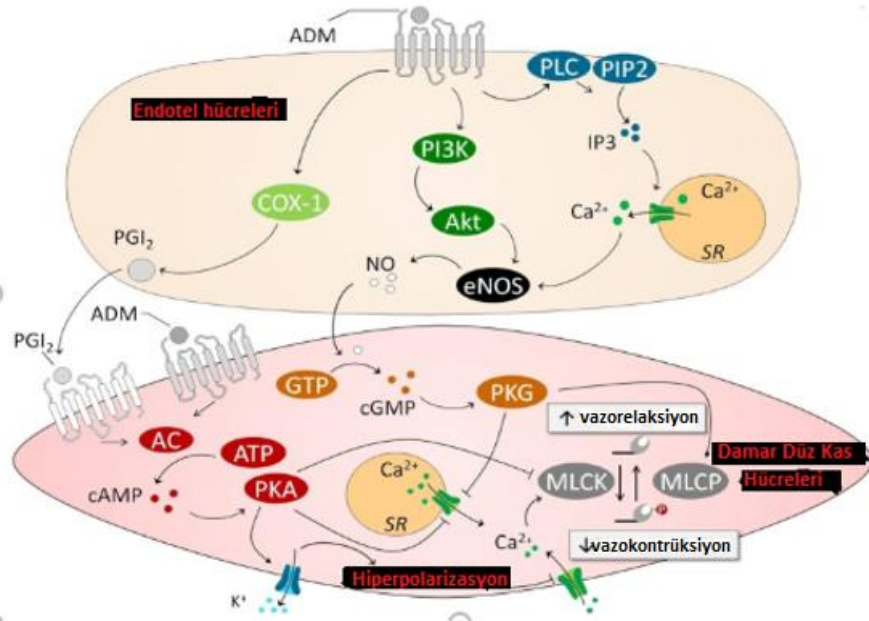 ADM
PLC
PIP2
Endotel hücreleri
PI3K
IP3
COX-1
Ca²⁺
Ca²⁺
Akt
SR
PGI₂
NO
eNOS
ADM
PGI₂
GTP
cGMP
PKG
↑ vazorelaksiyon
AC
ATP
Ca²⁺
Damar Düz Kas
Hücreleri
MLCK
MLCP
cAMP
PKA
SR
P
Ca²⁺
↓vazokontrüksiyon
Hiperpolarizasyon
K⁺